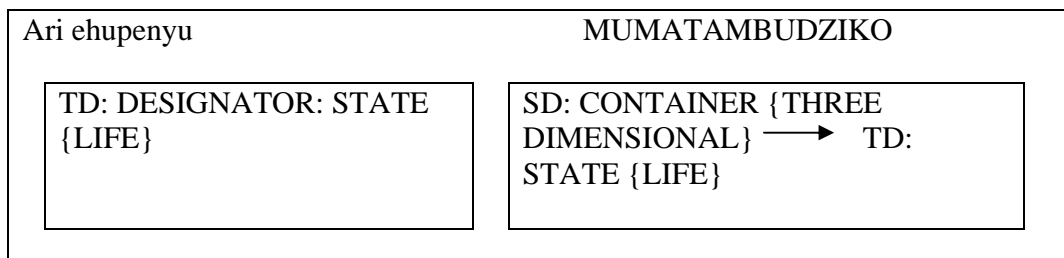 Ari ehupenyu MUMATAMBUDZIKO
TD: DESIGNATOR: STATE
{LIFE}
SD: CONTAINER {THREE
DIMENSIONAL} → TD:
STATE {LIFE}